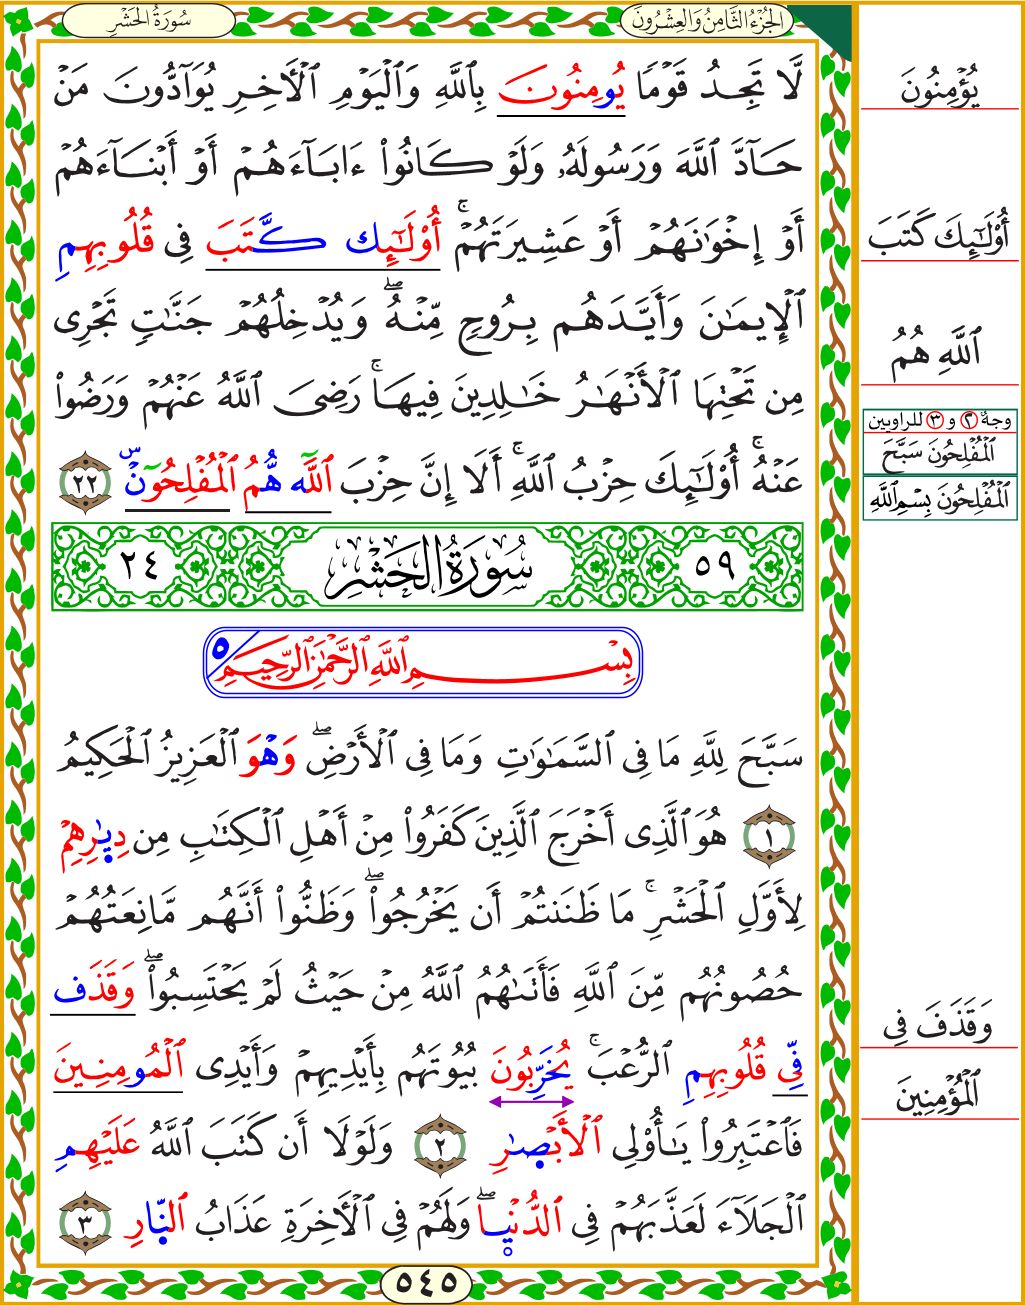 سُورَةُ الحَشْرِ
الجُزْءُ الثَّامِنُ وَالعِشْرُونَ
لَّا تَجِدُ قَوْمًا يُومِنُونَ بِٱللَّهِ وَٱلْيَوْمِ ٱلْأَخِرِ يُوَآدُّونَ مَنْ
حَآدَّ ٱللَّهَ وَرَسُولَهُۥ وَلَوْ كَانُوٓا۟ ءَابَآءَهُمْ أَوْ أَبْنَآءَهُمْ
أَوْ إِخْوَٰنَهُمْ أَوْ عَشِيرَتَهُمْ ۚ أُو۟لَٰٓئِك كَّتَبَ فِى قُلُوبِهِمِ
ٱلْإِيمَٰنَ وَأَيَّدَهُم بِرُوحٍ مِّنْهُ ۖ وَيُدْخِلُهُمْ جَنَّٰتٍ تَجْرِى
مِن تَحْتِهَا ٱلْأَنْهَٰرُ خَٰلِدِينَ فِيهَا ۚ رَضِىَ ٱللَّهُ عَنْهُمْ وَرَضُوا۟
عَنْهُ ۚ أُو۟لَٰٓئِكَ حِزْبُ ٱللَّهِ ۚ أَلَا إِنَّ حِزْبَ ٱللَّه هُّمُ ٱلْمُفْلِحُونَ س ٢٢
٥٩ سُورَةُ الحَشْرِ ٢٤
بِسْمِ ٱللَّهِ ٱلرَّحْمَٰنِ ٱلرَّحِيمِ ٥
سَبَّحَ لِلَّهِ مَا فِى ٱلسَّمَٰوَٰتِ وَمَا فِى ٱلْأَرْضِ ۖ وَهْوَ ٱلْعَزِيزُ ٱلْحَكِيمُ
١ هُوَ ٱلَّذِى أَخْرَجَ ٱلَّذِينَ كَفَرُوا۟ مِنْ أَهْلِ ٱلْكِتَٰبِ مِن دِيَٰرِهِمْ
لِأَوَّلِ ٱلْحَشْرِ ۚ مَا ظَنَنتُمْ أَن يَخْرُجُوا۟ ۖ وَظَنُّوا۟ أَنَّهُم مَّانِعَتُهُمْ
حُصُونُهُم مِّنَ ٱللَّهِ فَأَتَىٰهُمُ ٱللَّهُ مِنْ حَيْثُ لَمْ يَحْتَسِبُوا۟ ۖ وَقَذَف
فِّى قُلُوبِهِمِ ٱلرُّعْبَ ۚ يُخَرِّبُونَ بُيُوتَهُم بِأَيْدِيهِمْ وَأَيْدِى ٱلْمُومِنِينَ
فَٱعْتَبِرُوا۟ يَٰٓأُو۟لِى ٱلْأَبْصَٰرِ ٢ وَلَوْلَا أَن كَتَبَ ٱللَّهُ عَلَيْهِمِ
ٱلْجَلَآءَ لَعَذَّبَهُمْ فِى ٱلدُّنْيَا ۖ وَلَهُمْ فِى ٱلْأَخِرَةِ عَذَابُ ٱلنَّارِ ٣
٥٤٥
يُؤْمِنُونَ
أُو۟لَٰٓئِكَ كَتَبَ
ٱللَّهِ هُمُ
وجهُ ٢ و ٣ للراويين
ٱلْمُفْلِحُونَ سَبَّحَ
ٱلْمُفْلِحُونَ بِسْمِ ٱللَّهِ
وَقَذَفَ فِى
ٱلْمُؤْمِنِينَ